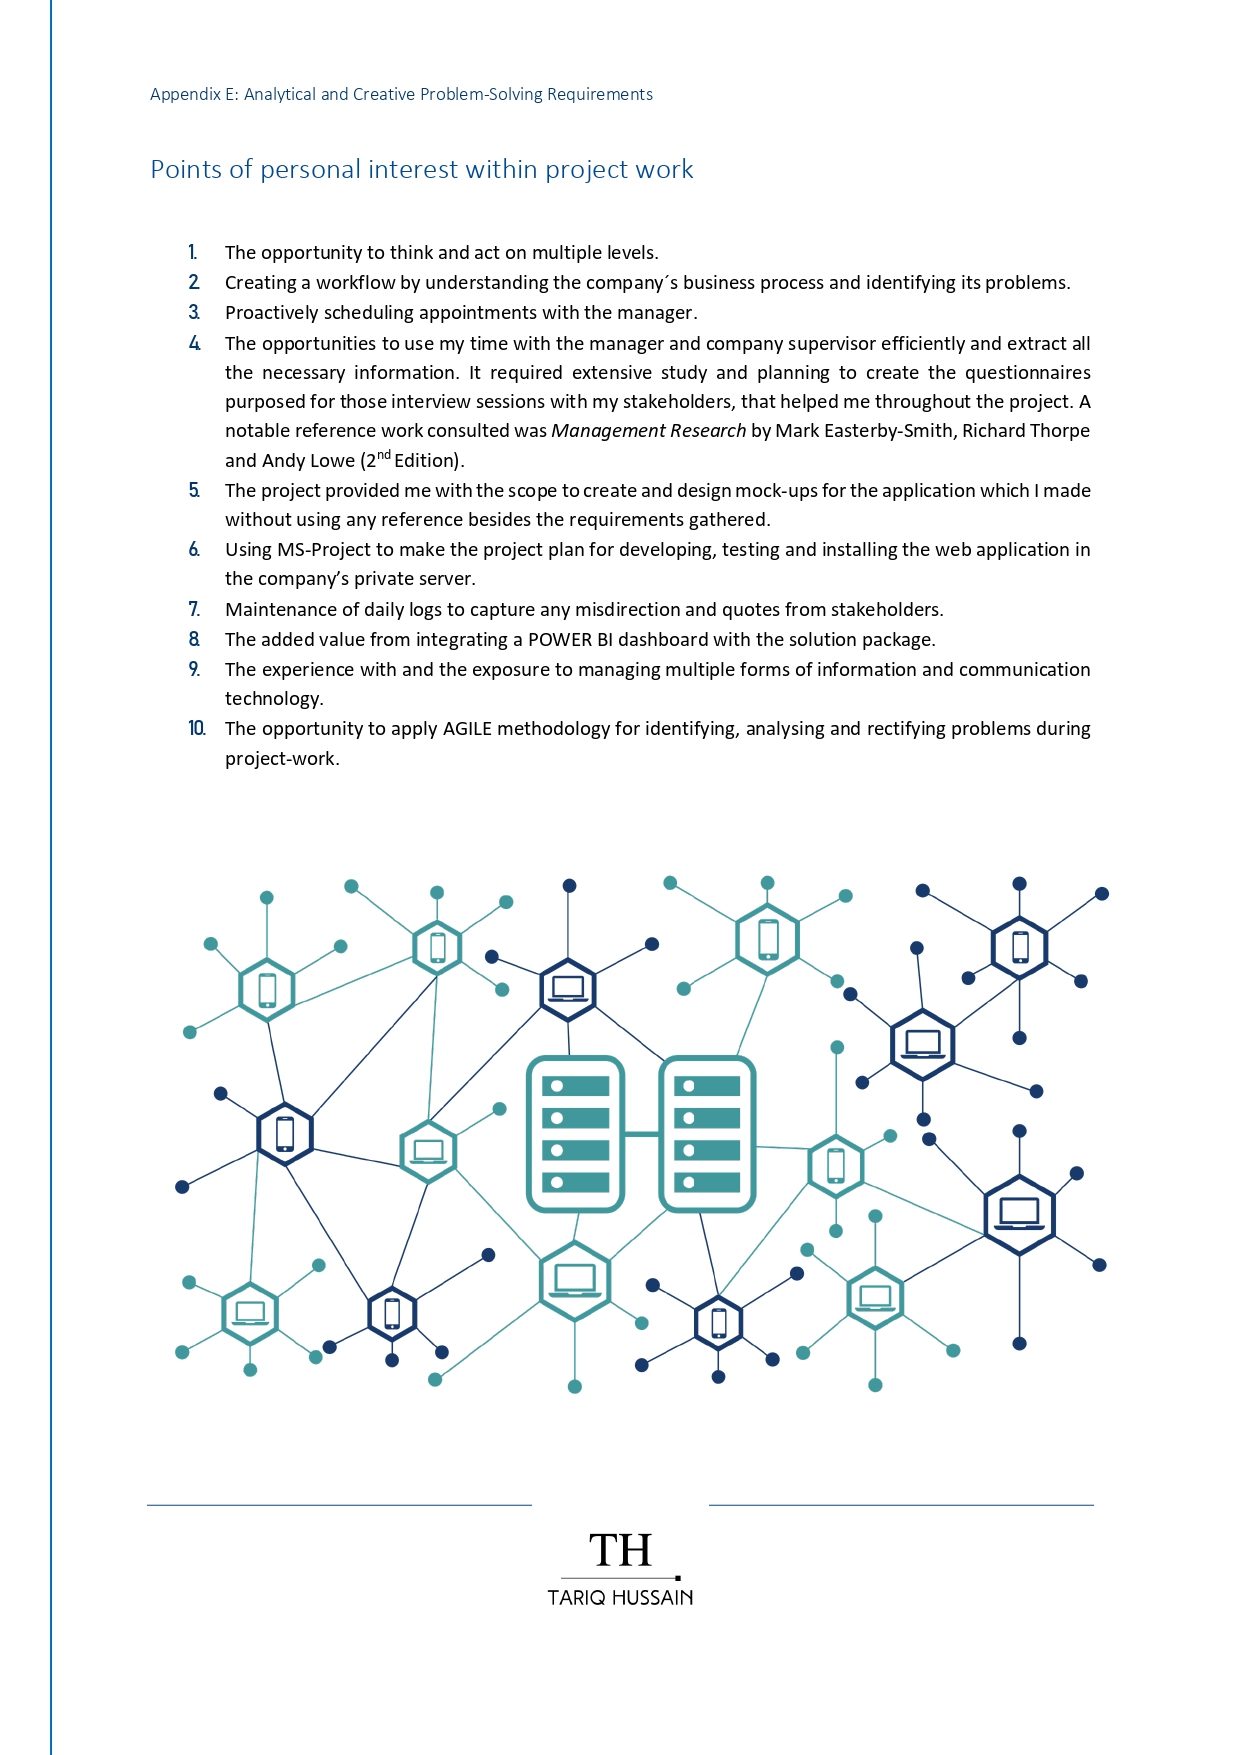 Appendix E: Analytical and Creative Problem-Solving Requirements
Points of personal interest within project work
1. The opportunity to think and act on multiple levels.
2. Creating a workflow by understanding the company´s business process and identifying its problems.
3. Proactively scheduling appointments with the manager.
4. The opportunities to use my time with the manager and company supervisor efficiently and extract all
the necessary information. It required extensive study and planning to create the questionnaires
purposed for those interview sessions with my stakeholders, that helped me throughout the project. A
notable reference work consulted was Management Research by Mark Easterby-Smith, Richard Thorpe
and Andy Lowe (2nd Edition).
5. The project provided me with the scope to create and design mock-ups for the application which I made
without using any reference besides the requirements gathered.
6. Using MS-Project to make the project plan for developing, testing and installing the web application in
the company’s private server.
7. Maintenance of daily logs to capture any misdirection and quotes from stakeholders.
8. The added value from integrating a POWER BI dashboard with the solution package.
9. The experience with and the exposure to managing multiple forms of information and communication
technology.
10. The opportunity to apply AGILE methodology for identifying, analysing and rectifying problems during
project-work.
TH
TARIQ HUSSAIN